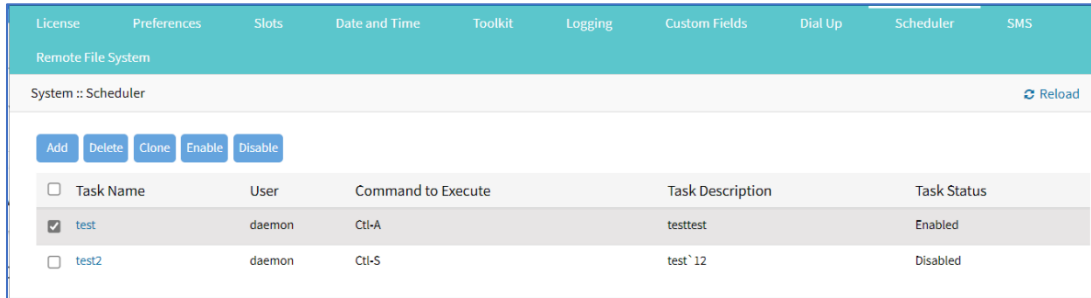 License Preferences Slots Date and Time Toolkit Logging Custom Fields Dial Up Scheduler SMS
Remote File System
System :: Scheduler Reload
Add Delete Clone Enable Disable
Task Name User Command to Execute Task Description Task Status
test daemon Ctl-A testtest Enabled
test2 daemon Ctl-S test`12 Disabled